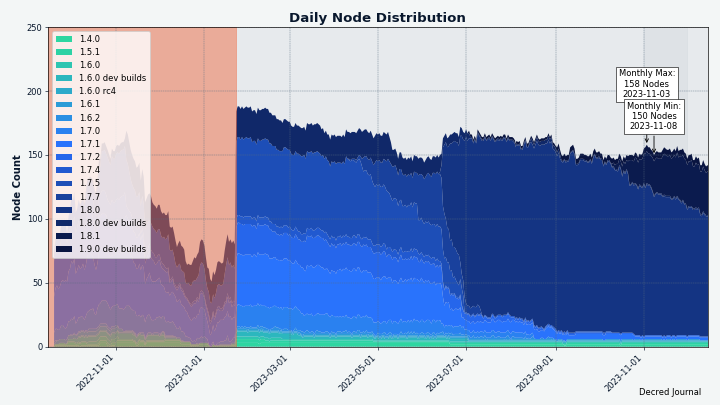 Daily Node Distribution
Node Count
250
200
150
100
50
0
1.4.0
1.5.1
1.6.0
1.6.0 dev builds
1.6.0 rc4
1.6.1
1.6.2
1.7.0
1.7.1
1.7.2
1.7.4
1.7.5
1.7.7
1.8.0
1.8.0 dev builds
1.8.1
1.9.0 dev builds
Monthly Max:
158 Nodes
2023-11-03
Monthly Min:
150 Nodes
2023-11-08
2022-11-01
2023-01-01
2023-03-01
2023-05-01
2023-07-01
2023-09-01
2023-11-01
Decred Journal